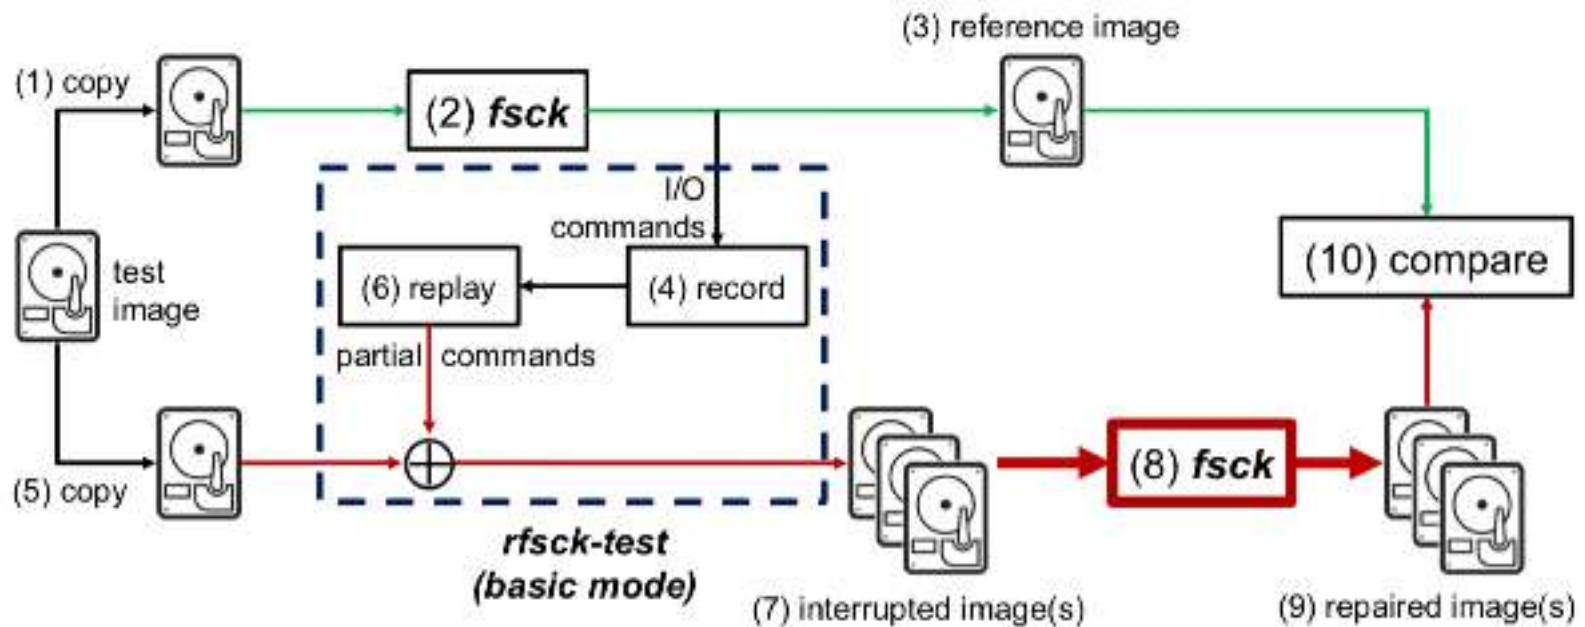 (3) reference image
(1) copy
(2) fsck
I/O
commands
(10) compare
test
image
(6) replay
(4) record
partial commands
(8) fsck
(5) copy
rfsck-test
(basic mode)
(7) interrupted image(s)
(9) repaired image(s)